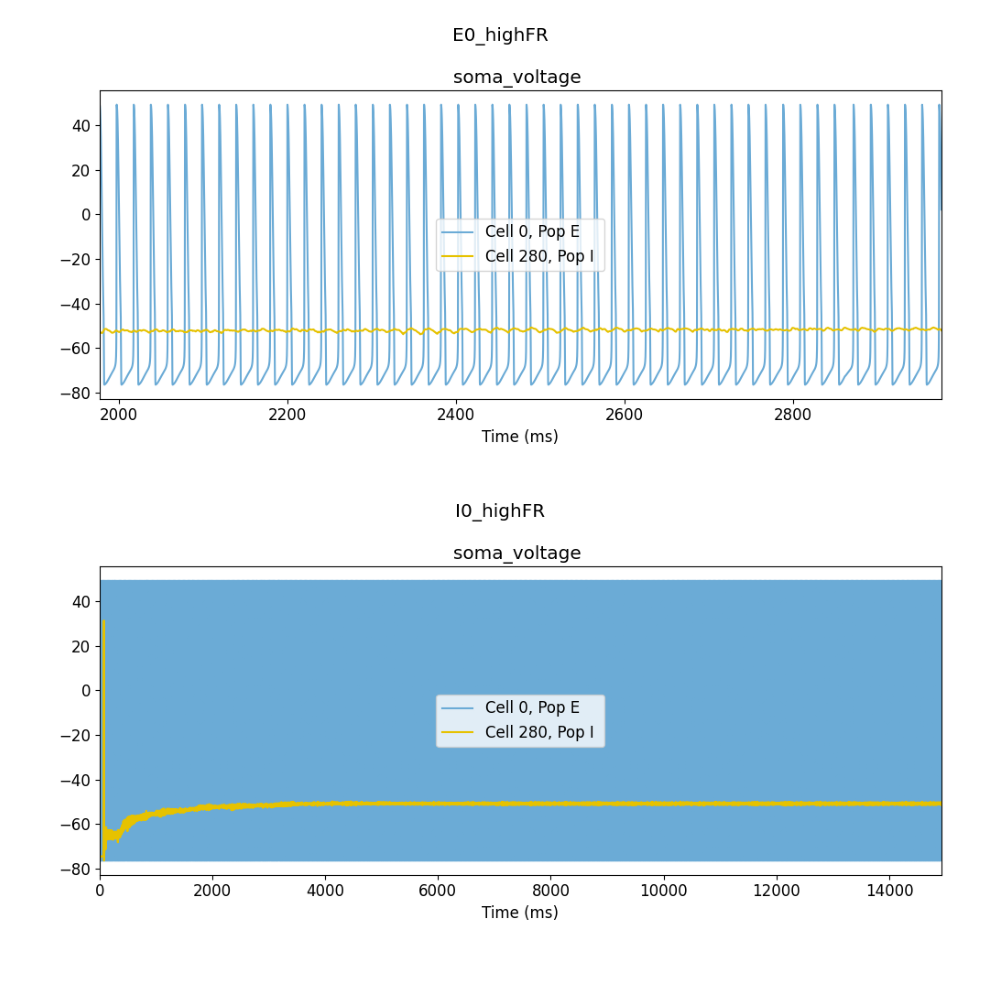 E0_highFR
soma_voltage
40
20
0
−20
−40
−60
−80
Cell 0, Pop E
Cell 280, Pop I
2000 2200 2400 2600 2800
Time (ms)
I0_highFR
soma_voltage
40
20
0
−20
−40
−60
−80
Cell 0, Pop E
Cell 280, Pop I
0 2000 4000 6000 8000 10000 12000 14000
Time (ms)